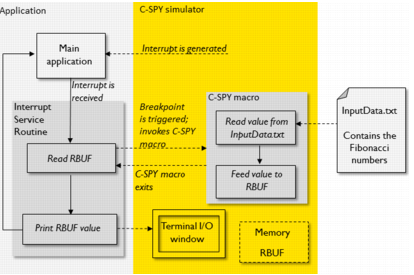 Application
C-SPY simulator
Main
application
Interrupt is generated
Interrupt is
received
Interrupt
Service
Routine
Breakpoint
is triggered;
invokes C-SPY
macro
C-SPY macro
Read value from
InputData.txt
InputData.txt
Contains the
Fibonacci
numbers
Read RBUF
C-SPY macro
exits
Feed value to
RBUF
Print RBUF value
Terminal I/O
window
Memory
RBUF